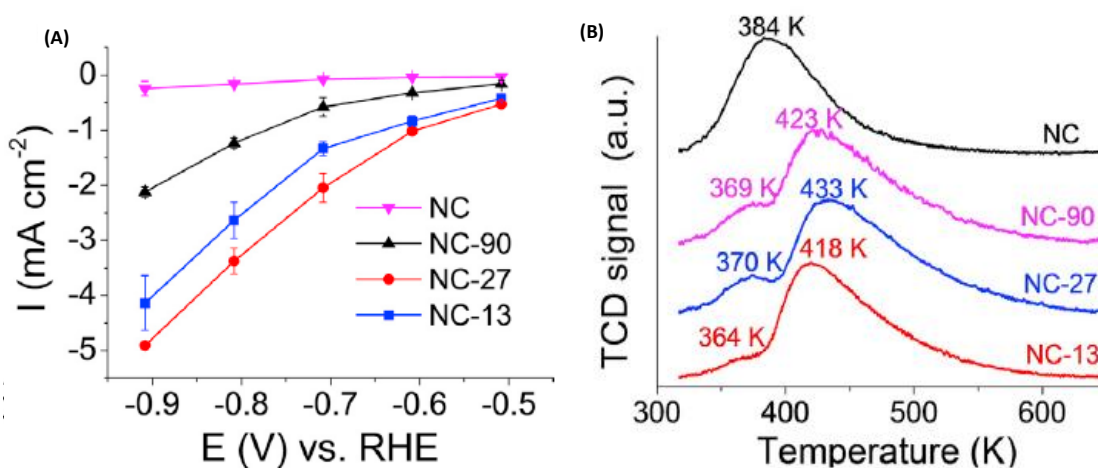 (A)
0
-1
-2
-3
-4
-5
I (mA cm⁻²)
NC
NC-90
NC-27
NC-13
-0.9 -0.8 -0.7 -0.6 -0.5
E (V) vs. RHE
(B)
384 K
NC
423 K
369 K
NC-90
433 K
370 K
NC-27
418 K
364 K
NC-13
TCD signal (a.u.)
300 400 500 600
Temperature (K)